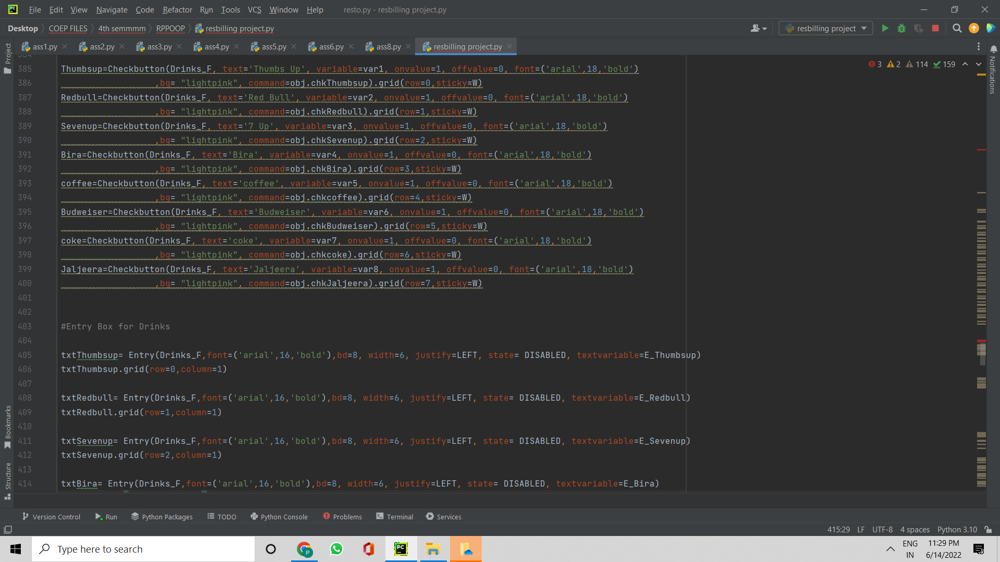 File Edit View Navigate Code Refactor Run Tools VCS Window Help resto.py - resbilling project.py
Desktop COEP FILES 4th semmmm RPPOOP resbilling project.py resbilling project
ass1.py ass2.py ass3.py ass4.py ass5.py ass6.py ass8.py resbilling project.py
Project
Notifications
3 2 114 159
385 Thumbsup=Checkbutton(Drinks_F, text='Thumbs Up', variable=var1, onvalue=1, offvalue=0, font=('arial',18,'bold')
386 ,bg= "lightpink", command=obj.chkThumbsup).grid(row=0,sticky=W)
387 Redbull=Checkbutton(Drinks_F, text='Red Bull', variable=var2, onvalue=1, offvalue=0, font=('arial',18,'bold')
388 ,bg= "lightpink", command=obj.chkRedbull).grid(row=1,sticky=W)
389 Sevenup=Checkbutton(Drinks_F, text='7 Up', variable=var3, onvalue=1, offvalue=0, font=('arial',18,'bold')
390 ,bg= "lightpink", command=obj.chkSevenup).grid(row=2,sticky=W)
391 Bira=Checkbutton(Drinks_F, text='Bira', variable=var4, onvalue=1, offvalue=0, font=('arial',18,'bold')
392 ,bg= "lightpink", command=obj.chkBira).grid(row=3,sticky=W)
393 coffee=Checkbutton(Drinks_F, text='coffee', variable=var5, onvalue=1, offvalue=0, font=('arial',18,'bold')
394 ,bg= "lightpink", command=obj.chkcoffee).grid(row=4,sticky=W)
395 Budweiser=Checkbutton(Drinks_F, text='Budweiser', variable=var6, onvalue=1, offvalue=0, font=('arial',18,'bold')
396 ,bg= "lightpink", command=obj.chkBudweiser).grid(row=5,sticky=W)
397 coke=Checkbutton(Drinks_F, text='coke', variable=var7, onvalue=1, offvalue=0, font=('arial',18,'bold')
398 ,bg= "lightpink", command=obj.chkcoke).grid(row=6,sticky=W)
399 Jaljeera=Checkbutton(Drinks_F, text='Jaljeera', variable=var8, onvalue=1, offvalue=0, font=('arial',18,'bold')
400 ,bg= "lightpink", command=obj.chkJaljeera).grid(row=7,sticky=W)
401
402
403 #Entry Box for Drinks
404
405 txtThumbsup= Entry(Drinks_F,font=('arial',16,'bold'),bd=8, width=6, justify=LEFT, state= DISABLED, textvariable=E_Thumbsup)
406 txtThumbsup.grid(row=0,column=1)
407
408 txtRedbull= Entry(Drinks_F,font=('arial',16,'bold'),bd=8, width=6, justify=LEFT, state= DISABLED, textvariable=E_Redbull)
409 txtRedbull.grid(row=1,column=1)
410
411 txtSevenup= Entry(Drinks_F,font=('arial',16,'bold'),bd=8, width=6, justify=LEFT, state= DISABLED, textvariable=E_Sevenup)
412 txtSevenup.grid(row=2,column=1)
413
414 txtBira= Entry(Drinks_F,font=('arial',16,'bold'),bd=8, width=6, justify=LEFT, state= DISABLED, textvariable=E_Bira)
Bookmarks
Structure
Version Control Run Python Packages TODO Python Console Problems Terminal Services
415:29 LF UTF-8 4 spaces Python 3.10
Type here to search
ENG
IN
11:29 PM
6/14/2022